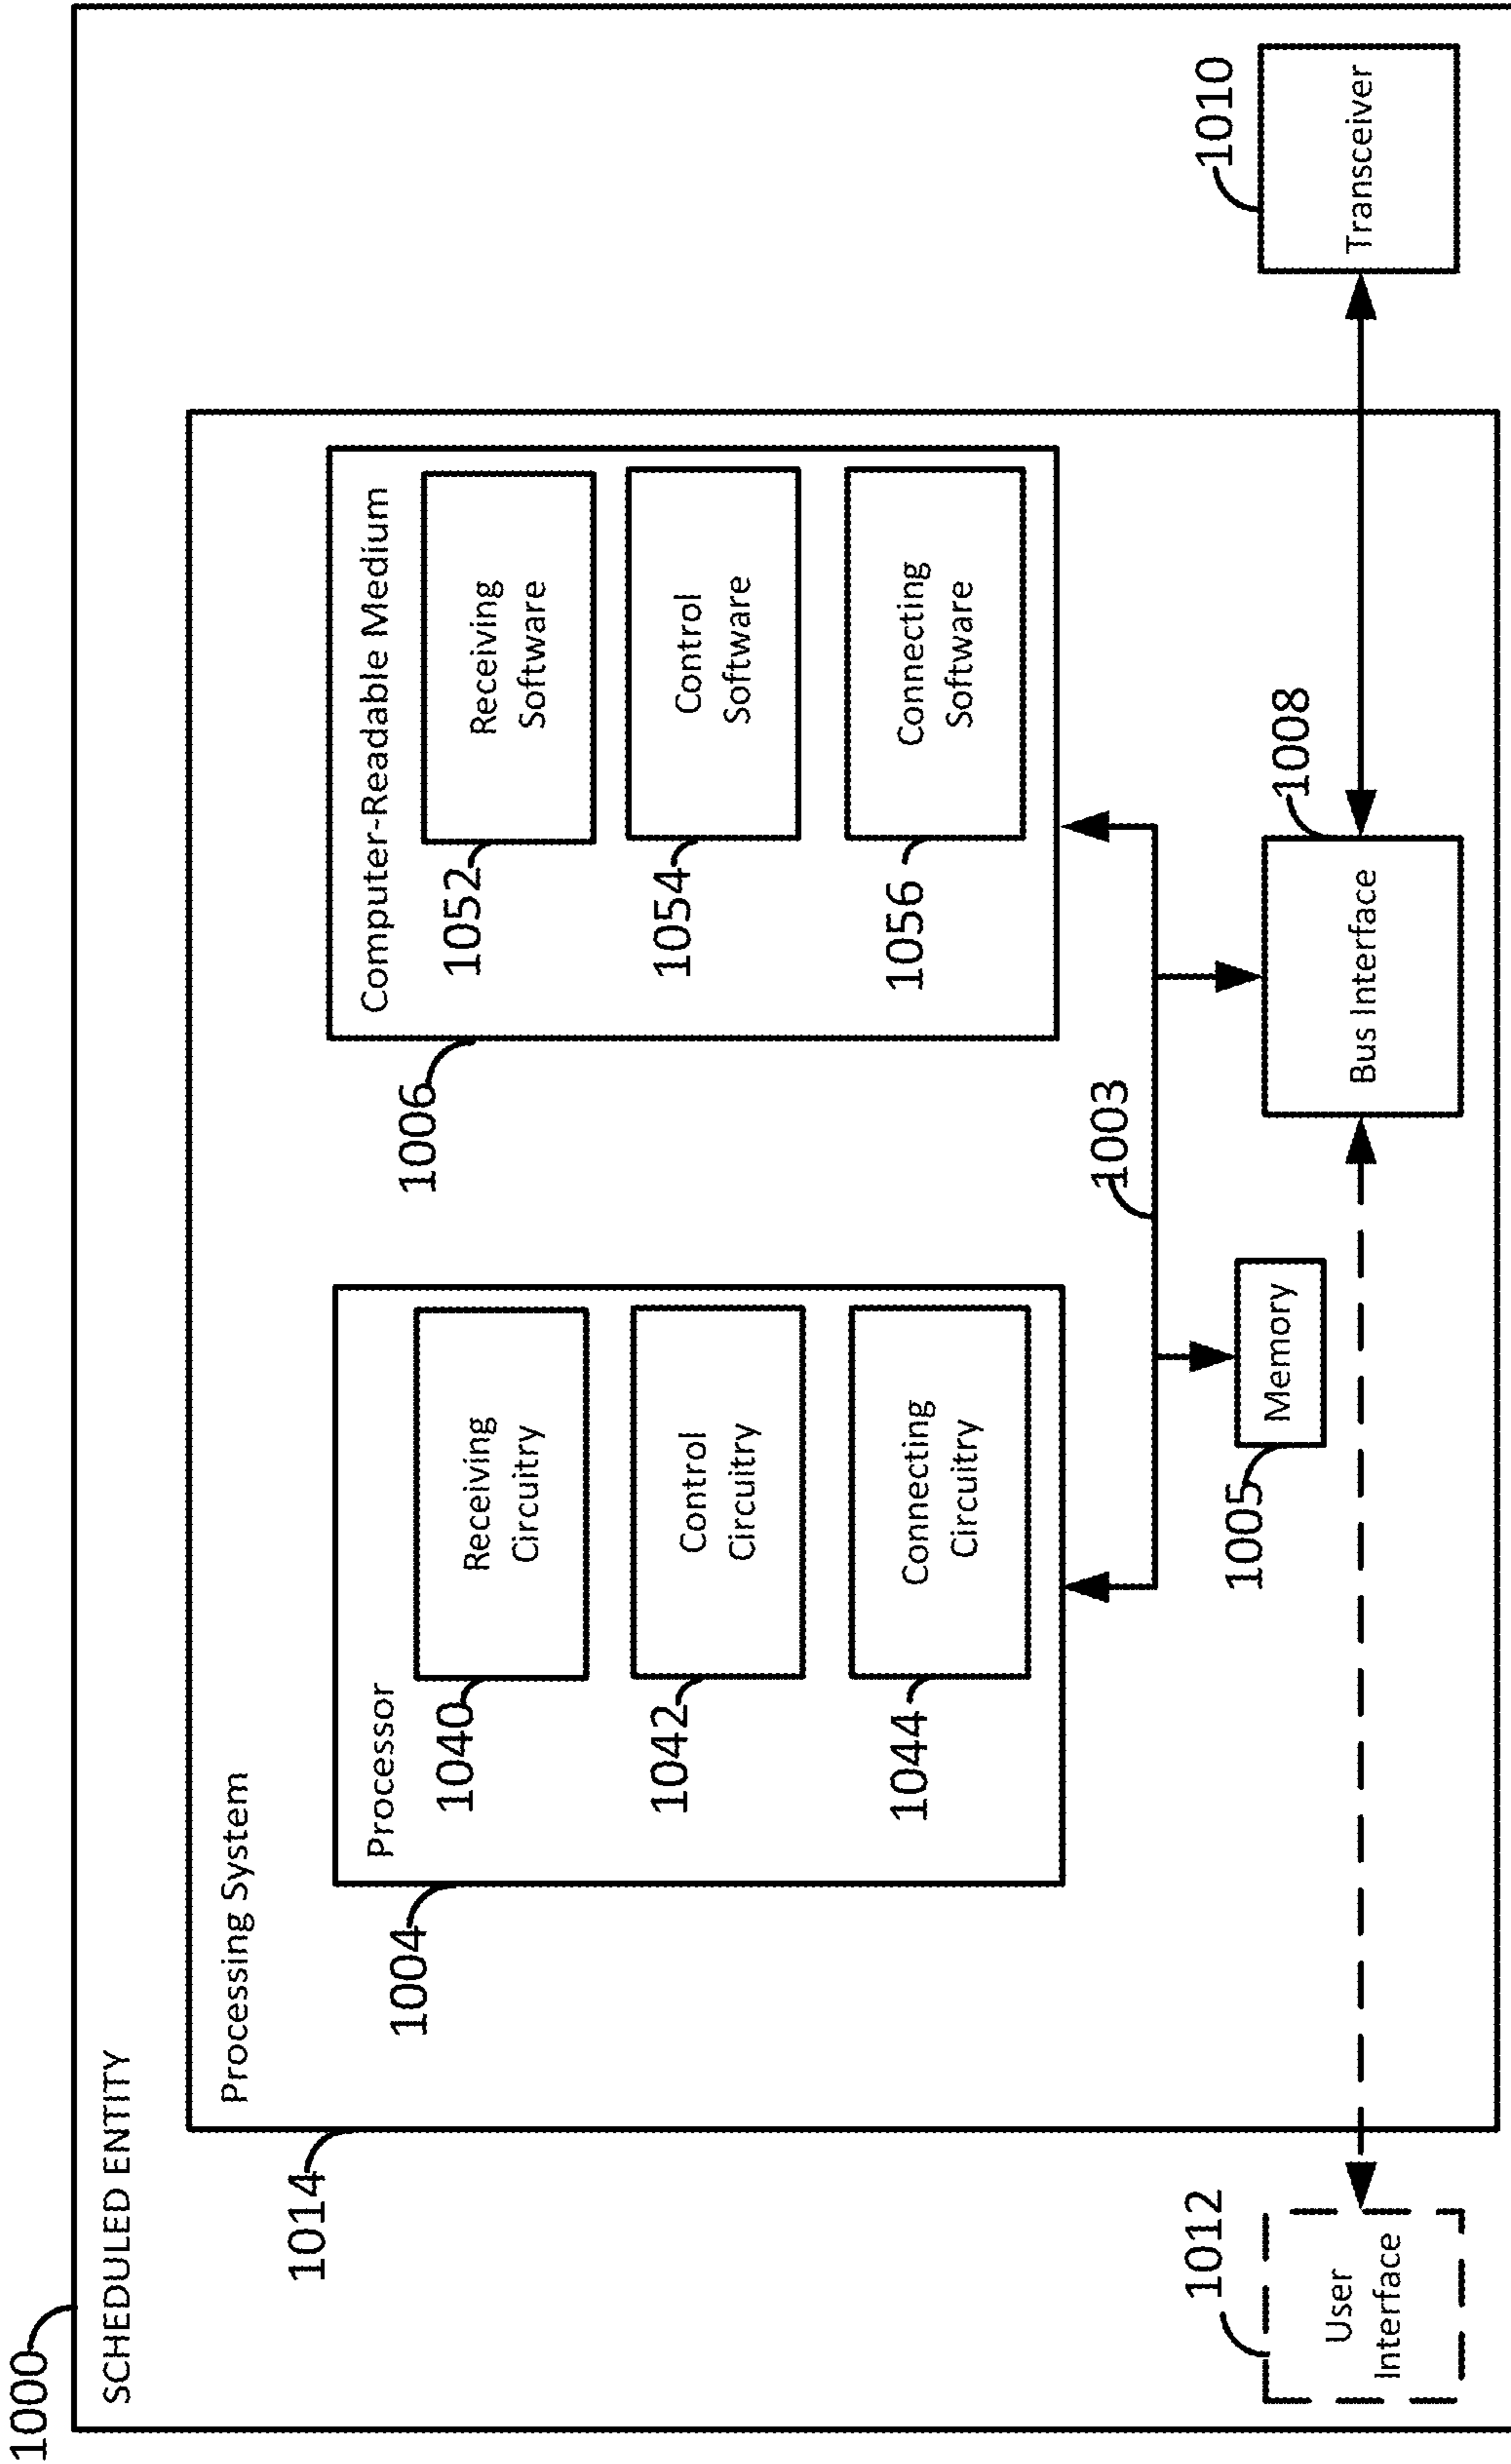 1000
SCHEDULED ENTITY
1014
Processing System
1004
Processor
1040
Receiving
Circuitry
1042
Control
Circuitry
1044
Connecting
Circuitry
1006
Computer-Readable Medium
1052
Receiving
Software
1054
Control
Software
1056
Connecting
Software
1003
1005
Memory
1012
User
Interface
Bus Interface
1008
Transceiver
1010